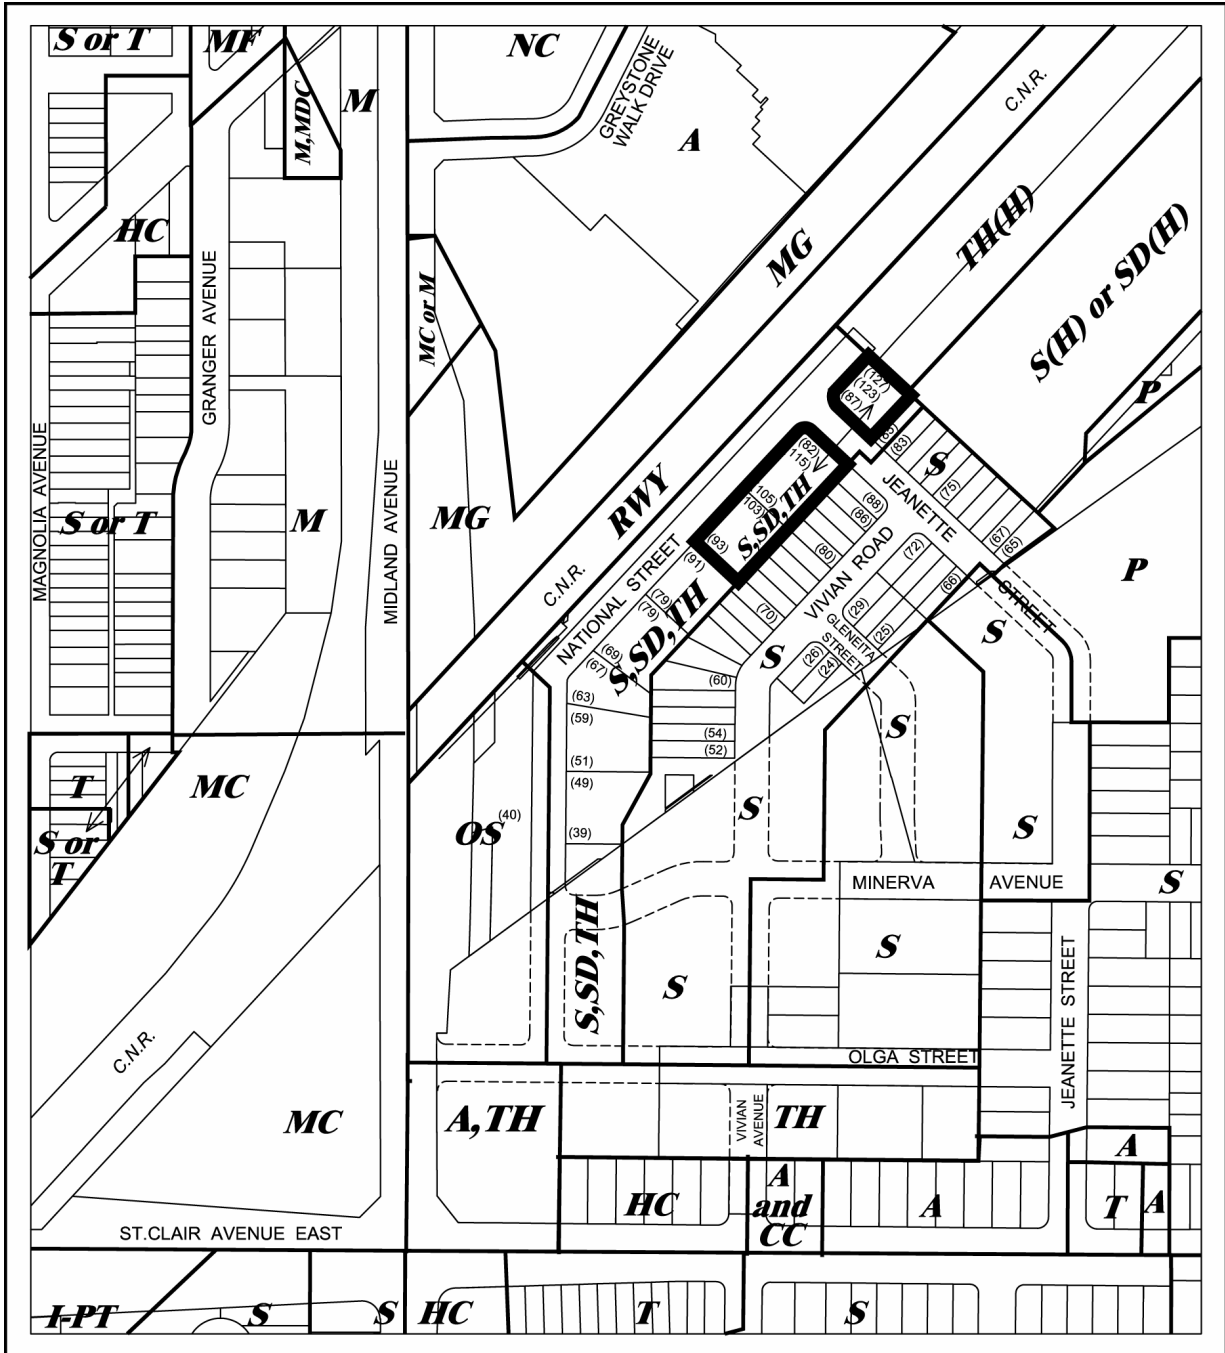 S or T
MF
NC
GREYSTONE
WALK DRIVE
C.N.R.
M,MDC
M
A
HC
MG
TH(H)
S(H) or SD(H)
GRANGER AVENUE
MC or M
P
(127)
(123)
(87)
(85)
(83)
S
(75)
(67)
(65)
JEANETTE
STREET
(82)
(115)
(105)
(103)
(93)
S,SD,TH
(91)
(88)
(86)
(80)
(72)
(66)
(70)
VIVIAN ROAD
MAGNOLIA AVENUE
S or T
M
MIDLAND AVENUE
MG
RWY
C.N.R.
NATIONAL STREET
(79)
(79)
(69)
(67)
S,SD,TH
P
(29)
GLENEITA
STREET
(25)
(26)
(24)
S
S
(60)
(63)
(59)
(54)
(52)
(51)
(49)
(39)
S
T
MC
OS
(40)
S
S
S or
T
MINERVA AVENUE
S
S,SD,TH
S
S
JEANETTE STREET
C.N.R.
OLGA STREET
MC
A,TH
VIVIAN
AVENUE
TH
A
HC
A
and
CC
A
T
A
ST.CLAIR AVENUE EAST
I-PT
S
S
HC
T
S